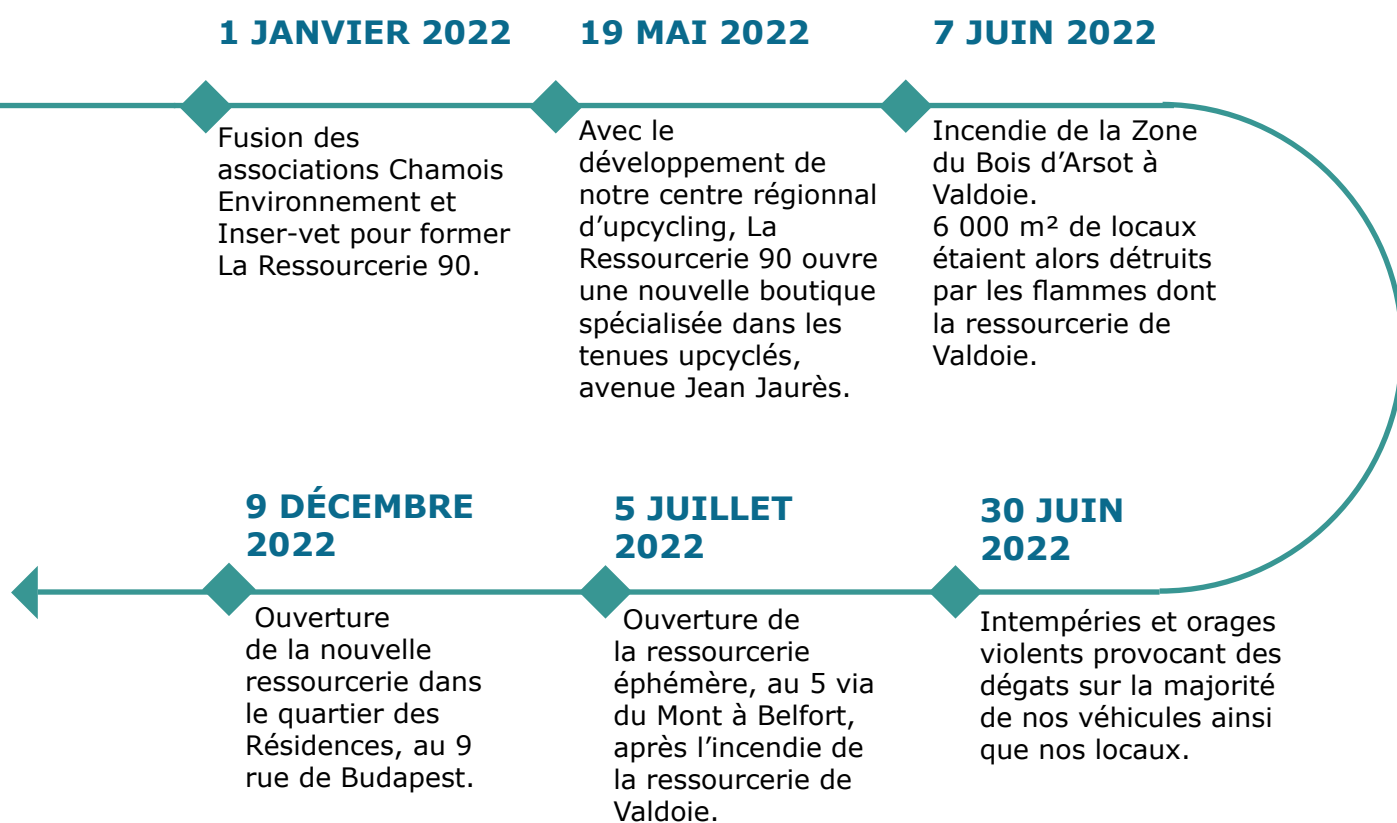 1 JANVIER 2022
Fusion des
associations Chamois
Environnement et
Inser-vet pour former
La Ressourcerie 90.
19 MAI 2022
Avec le
développement de
notre centre régionnal
d’upcycling, La
Ressourcerie 90 ouvre
une nouvelle boutique
spécialisée dans les
tenues upcyclés,
avenue Jean Jaurès.
7 JUIN 2022
Incendie de la Zone
du Bois d’Arsot à
Valdoie.
6 000 m² de locaux
étaient alors détruits
par les flammes dont
la ressourcerie de
Valdoie.
30 JUIN
2022
Intempéries et orages
violents provocant des
dégats sur la majorité
de nos véhicules ainsi
que nos locaux.
5 JUILLET
2022
Ouverture de
la ressourcerie
éphémère, au 5 via
du Mont à Belfort,
après l’incendie de
la ressourcerie de
Valdoie.
9 DÉCEMBRE
2022
Ouverture
de la nouvelle
ressourcerie dans
le quartier des
Résidences, au 9
rue de Budapest.